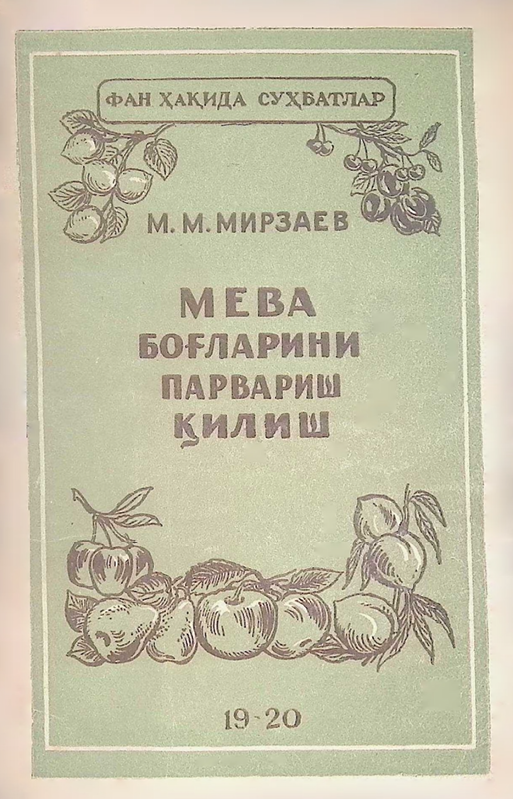 ФАН ҲАҚИДА СУҲБАТЛАР
М. М. МИРЗАЕВ
МЕВА
БОҒЛАРИНИ
ПАРВАРИШ
ҚИЛИШ
19-20